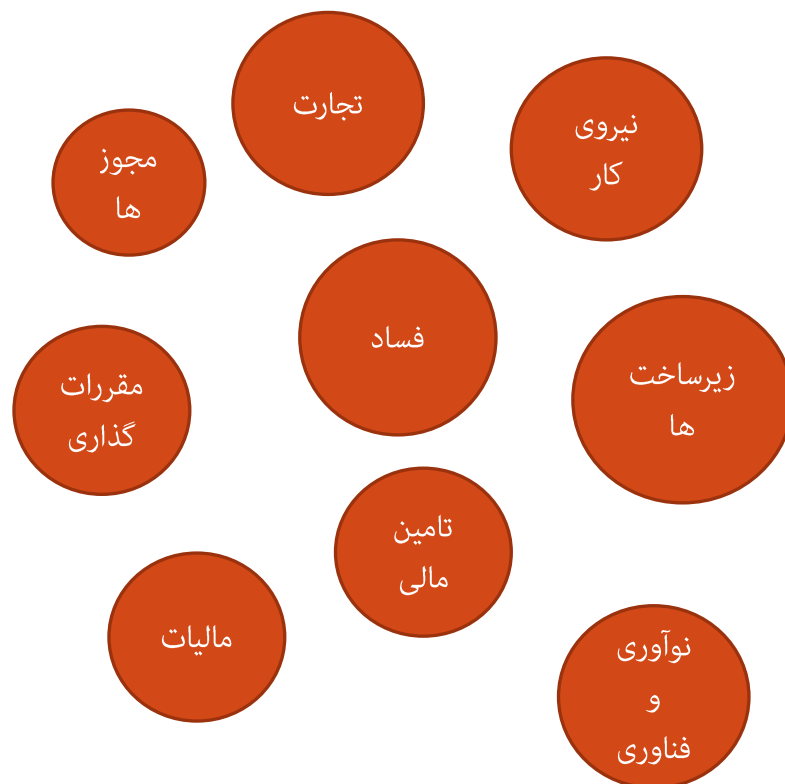 تجارت
نیروی
کار
مجوز
ها
فساد
زیرساخت
ها
مقررات
گذاری
تامین
مالی
مالیات
نوآوری
و
فناوری